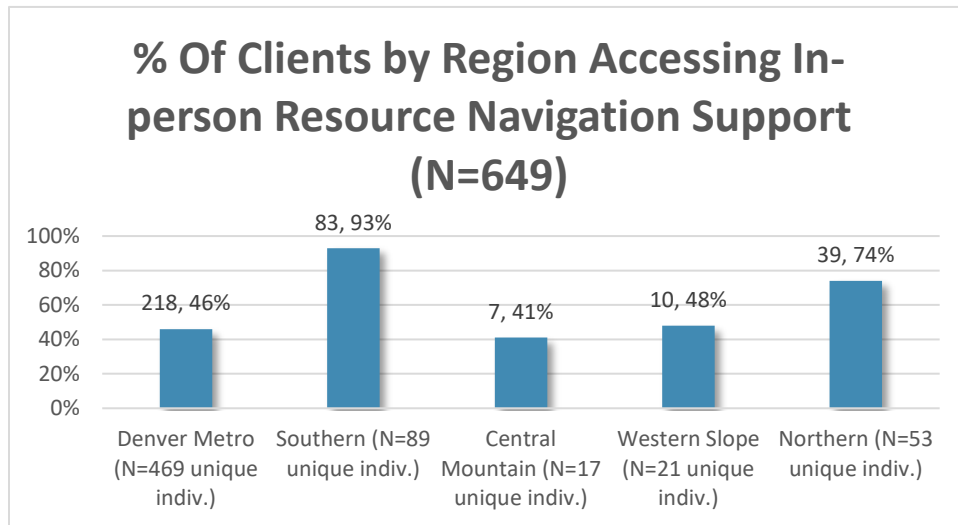 % Of Clients by Region Accessing In-
person Resource Navigation Support
(N=649)
83, 93%
100%
39, 74%
80%
218, 46%
10, 48%
7, 41%
60%
40%
20%
0%
Denver Metro
(N=469 unique
indiv.)
Southern (N=89
unique indiv.)
Central
Mountain (N=17
unique indiv.)
Western Slope
(N=21 unique
indiv.)
Northern (N=53
unique indiv.)